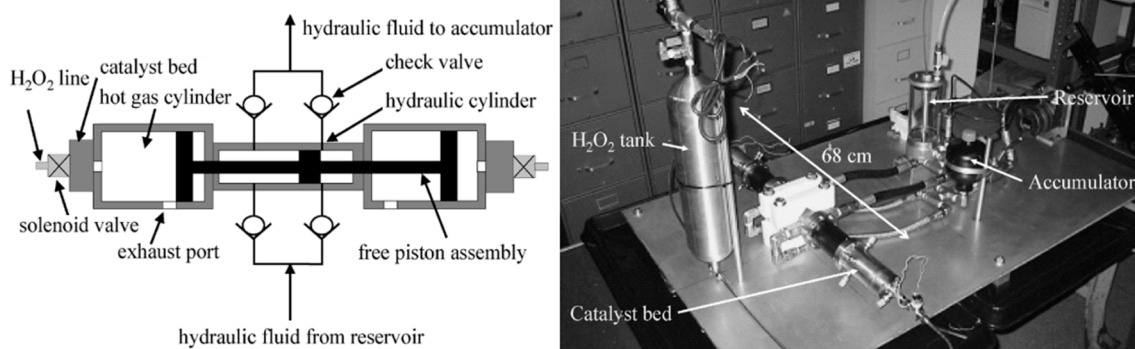 hydraulic fluid to accumulator
H₂O₂ line
catalyst bed
hot gas cylinder
check valve
hydraulic cylinder
solenoid valve
exhaust port
free piston assembly
hydraulic fluid from reservoir
H₂O₂ tank
68 cm
Reservoir
Accumulator
Catalyst bed